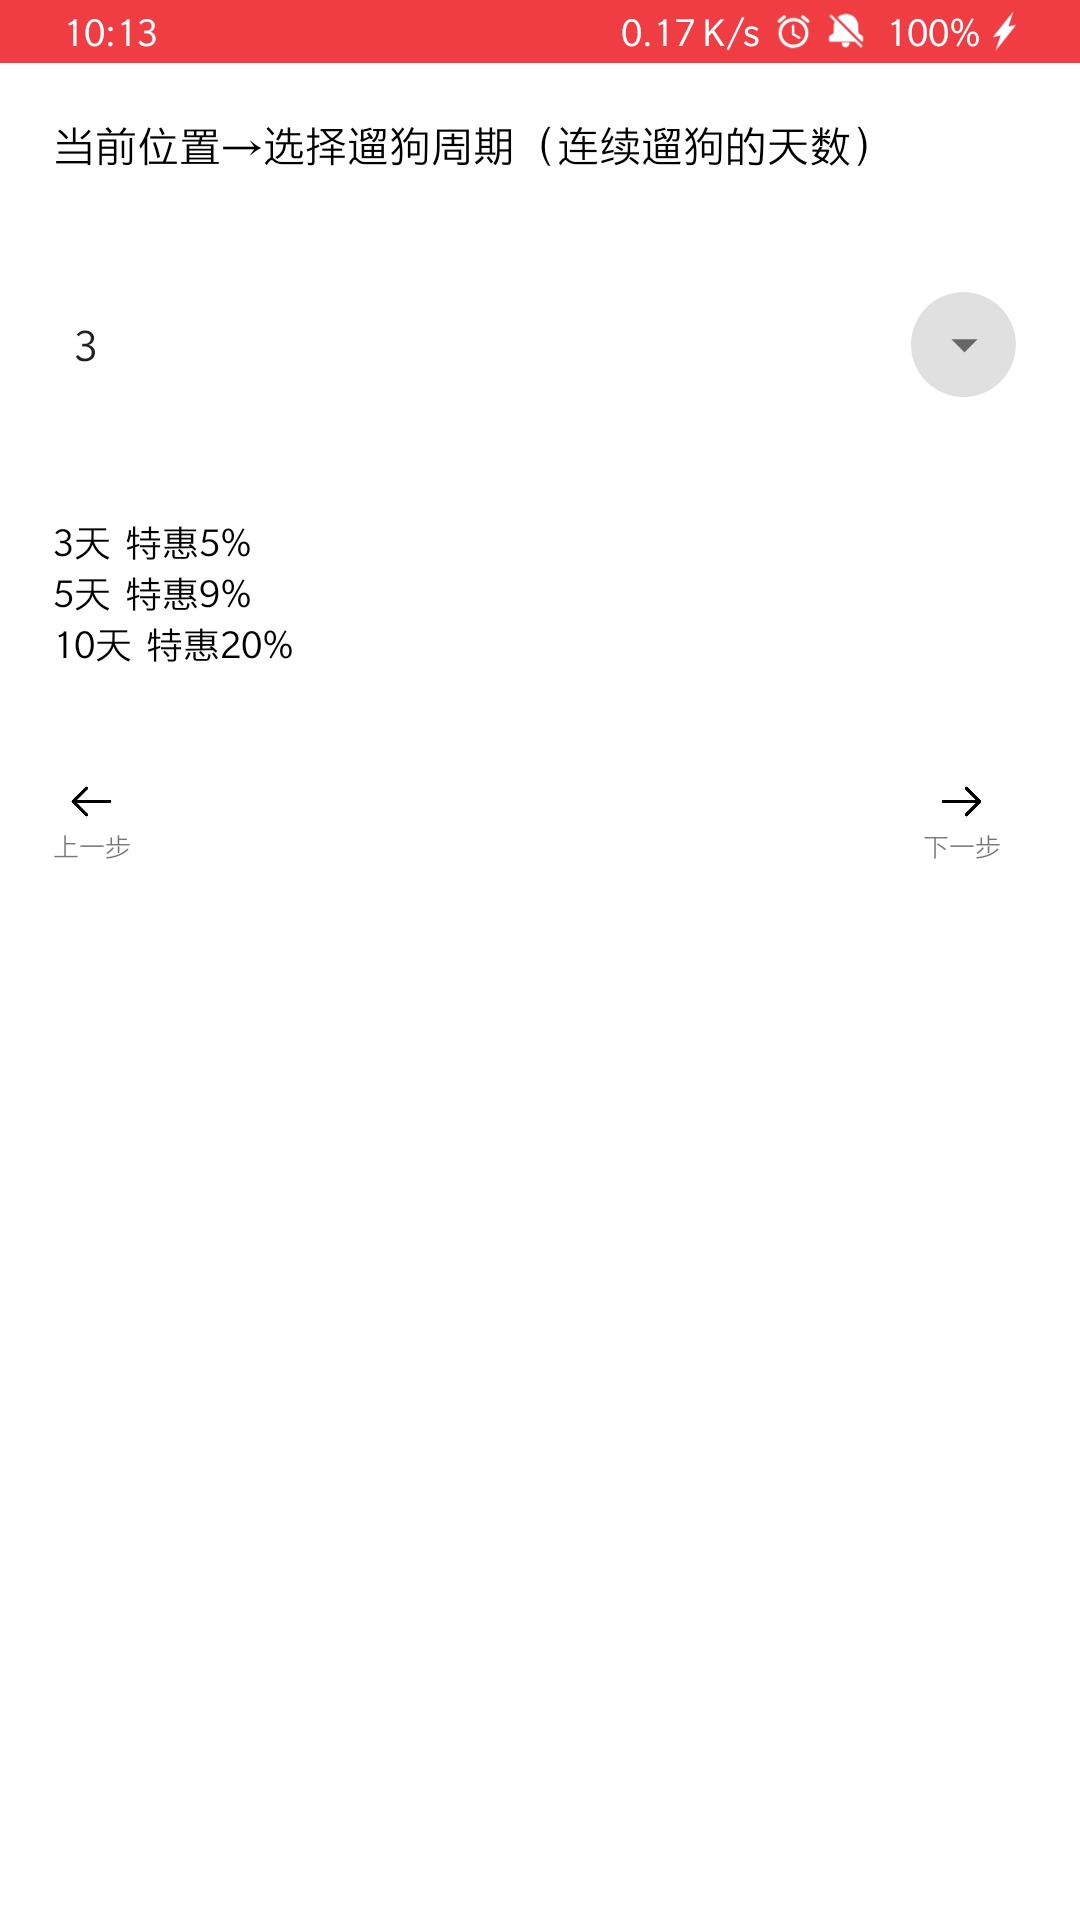 10:13 0.17 K/s 100%
当前位置→选择遛狗周期（连续遛狗的天数）
3
3天 特惠5%
5天 特惠9%
10天 特惠20%
上一步 下一步